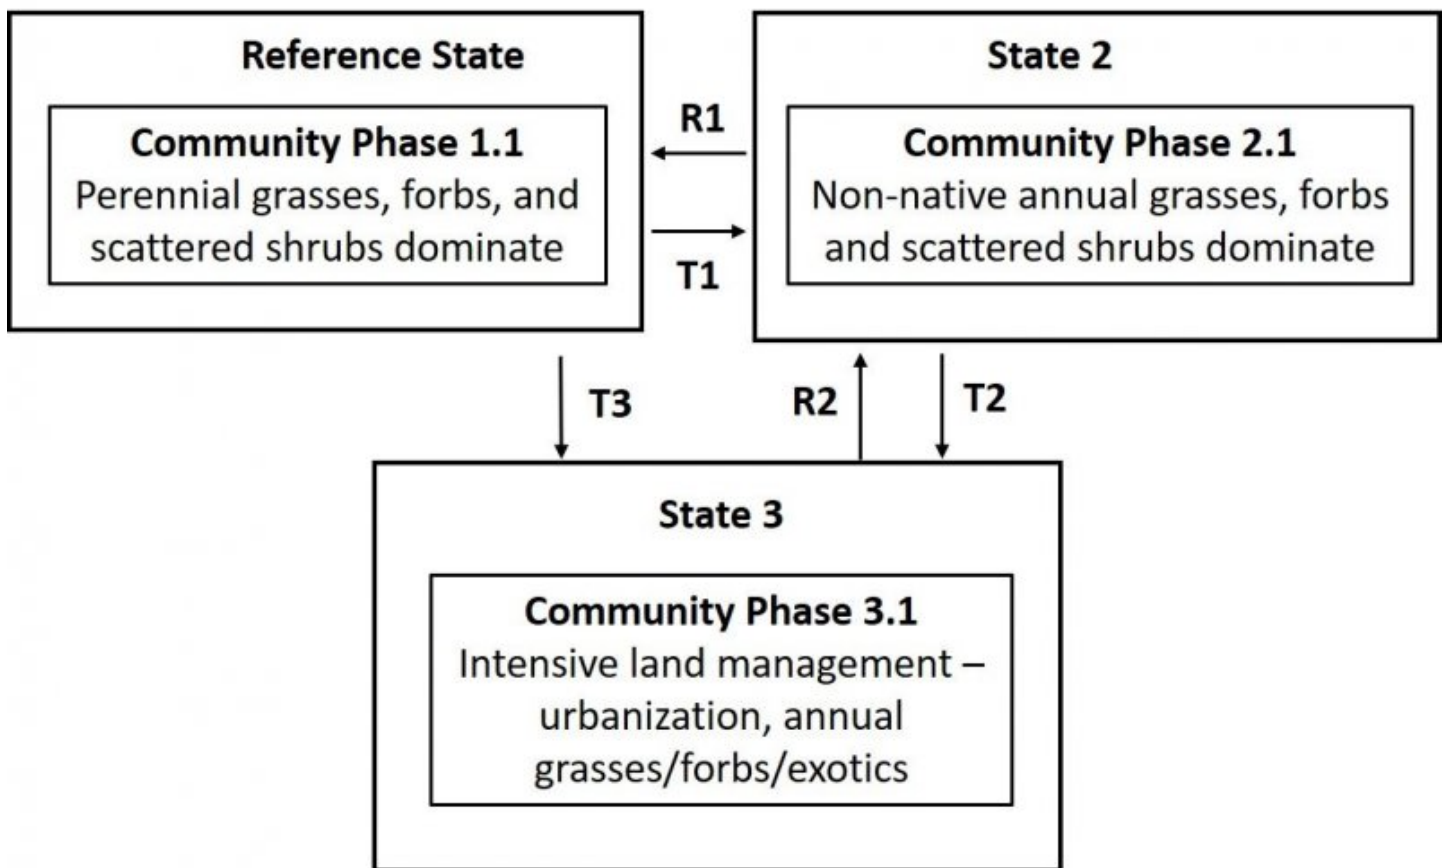 Reference State
Community Phase 1.1
Perennial grasses, forbs, and
scattered shrubs dominate
R1
T1
State 2
Community Phase 2.1
Non-native annual grasses, forbs
and scattered shrubs dominate
T3
R2
T2
State 3
Community Phase 3.1
Intensive land management –
urbanization, annual
grasses/forbs/exotics